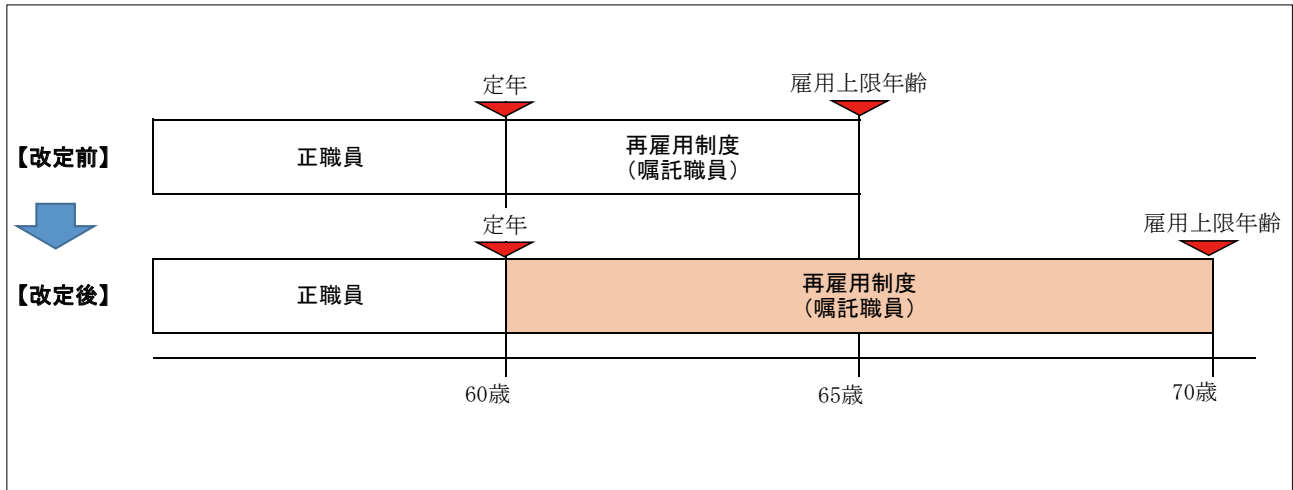 定年
雇用上限年齢
【改定前】
正職員
再雇用制度
（嘱託職員）
定年
雇用上限年齢
【改定後】
正職員
再雇用制度
（嘱託職員）
60歳
65歳
70歳